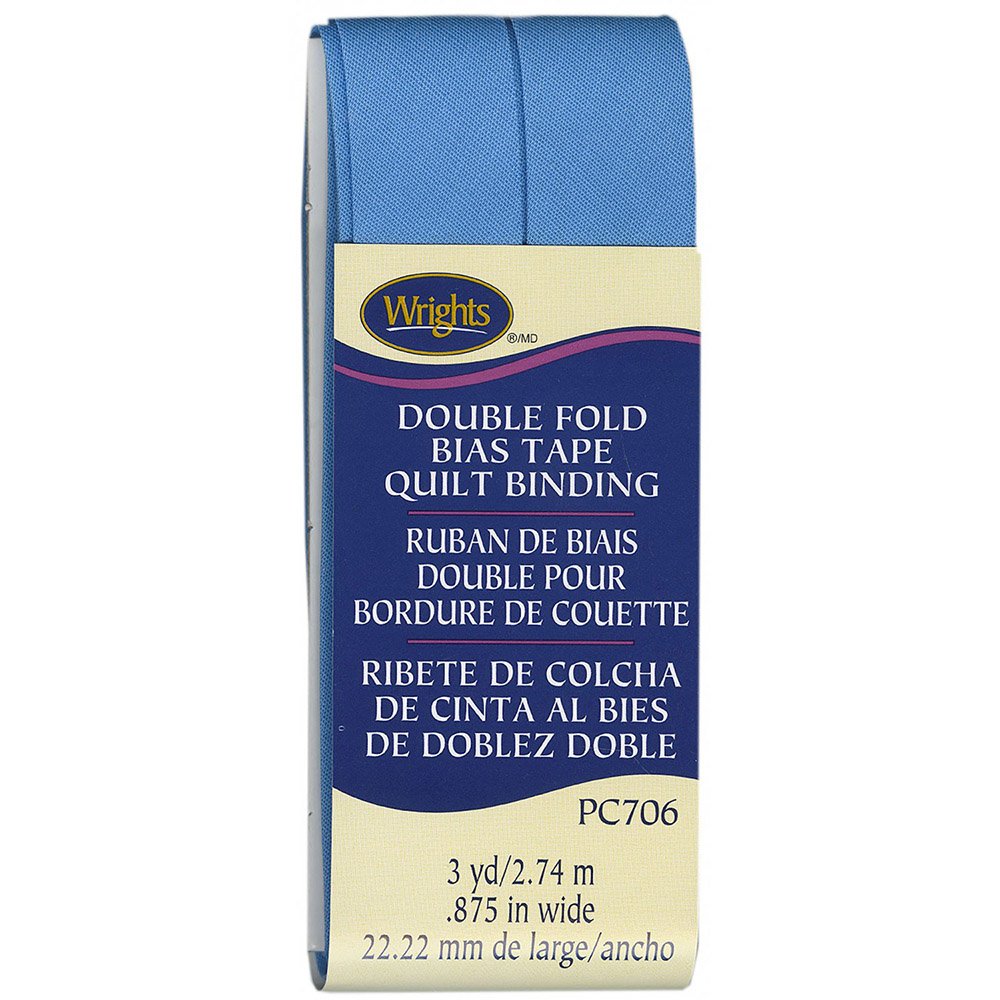 Wrights
®/MD
DOUBLE FOLD
BIAS TAPE
QUILT BINDING
RUBAN DE BIAIS
DOUBLE POUR
BORDURE DE COUETTE
RIBETE DE COLCHA
DE CINTA AL BIES
DE DOBLEZ DOBLE
PC706
3 yd/2.74 m
.875 in wide
22.22 mm de large/ancho